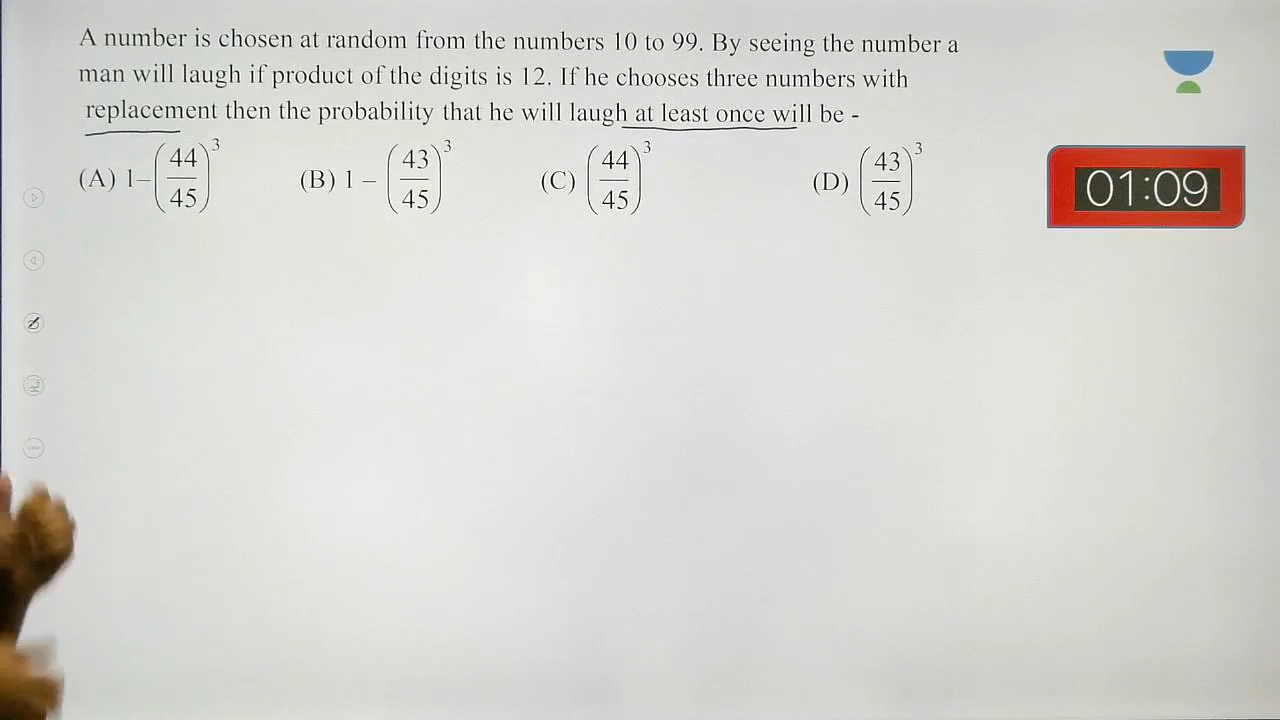 A number is chosen at random from the numbers 10 to 99. By seeing the number a
man will laugh if product of the digits is 12. If he chooses three numbers with
replacement then the probability that he will laugh at least once will be -
(A) 1–(44/45)^3 (B) 1 – (43/45)^3 (C) (44/45)^3 (D) (43/45)^3
01:09